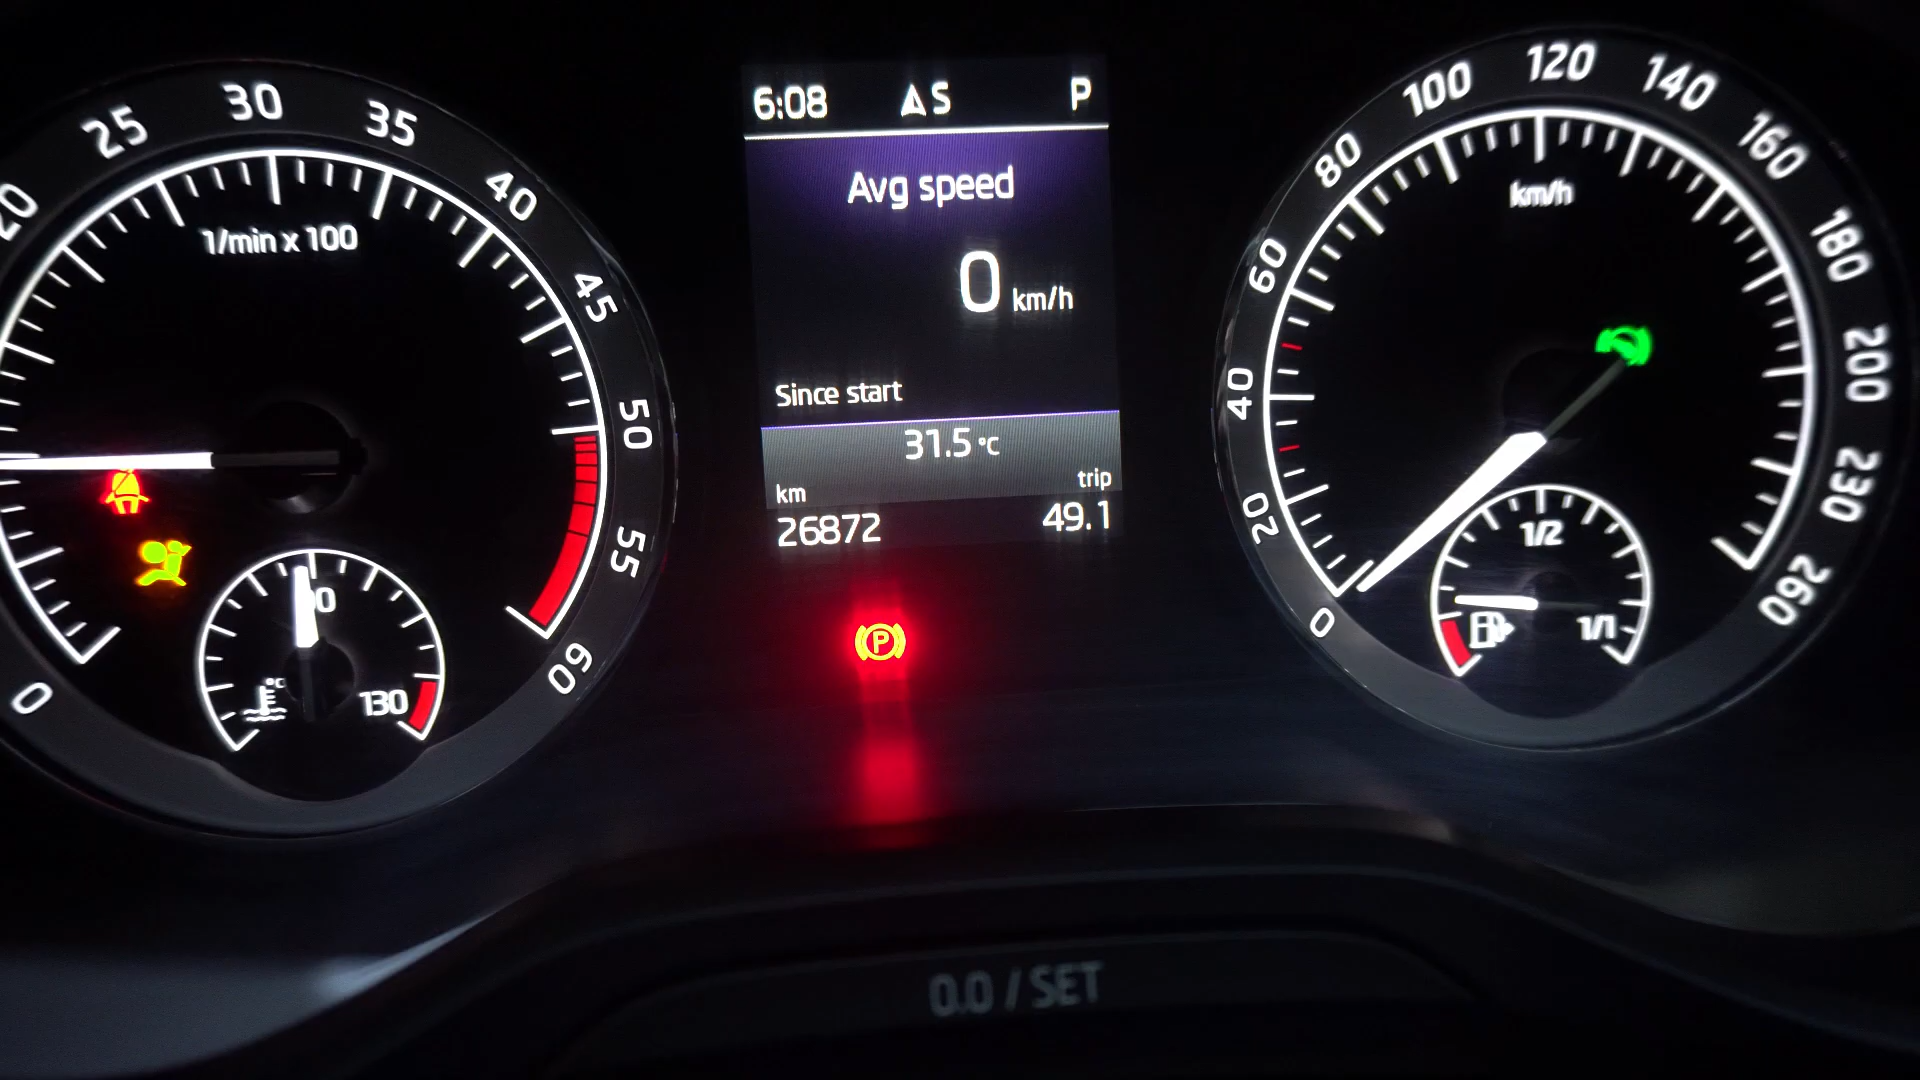 20
25
30
35
40
45
50
55
60
0
1/min x 100
°C
130
6:08 S P
Avg speed
0 km/h
Since start
31.5 °C
km trip
26872 49.1
P
0
20
40
60
80
100
120
140
160
180
200
230
260
km/h
1/2
1/1
0.0 / SET